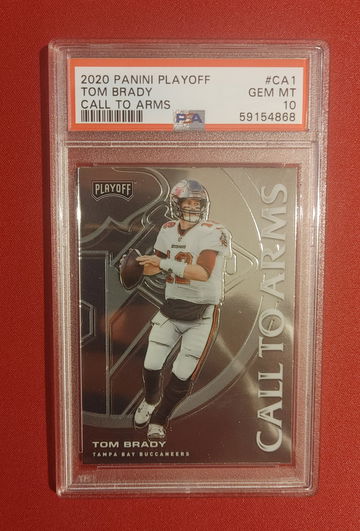 2020 PANINI PLAYOFF #CA1
TOM BRADY GEM MT
CALL TO ARMS PSA 10
59154868
PLAYOFF
12
CALL TO ARMS
TOM BRADY
TAMPA BAY BUCCANEERS